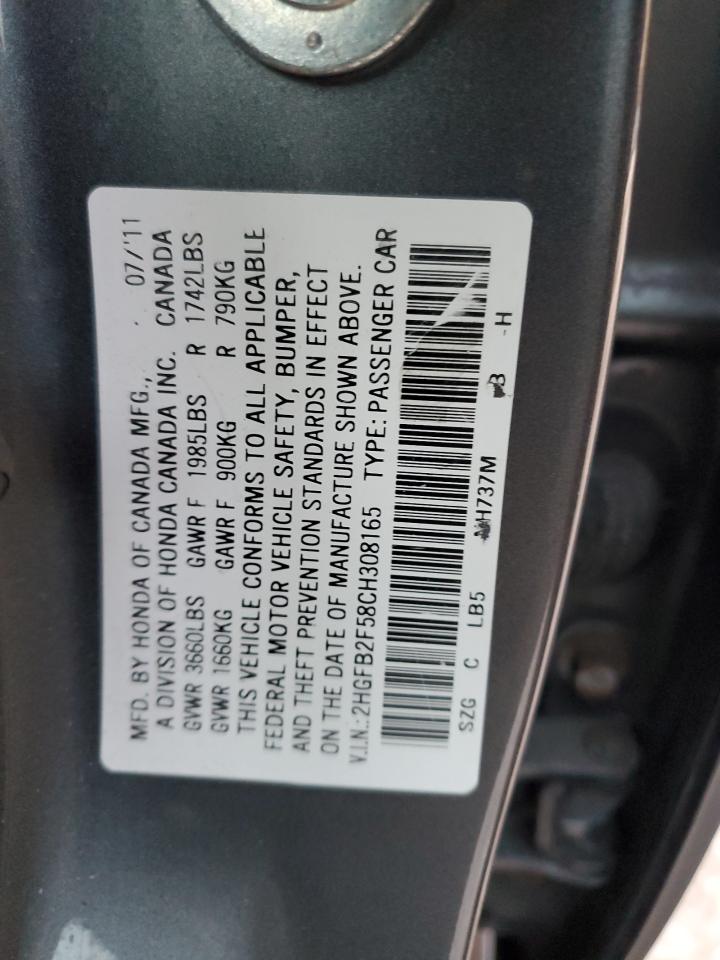 MFD. BY HONDA OF CANADA MFG., 07/'11
A DIVISION OF HONDA CANADA INC. CANADA
GVWR 3660LBS GAWR F 1985LBS R 1742LBS
GVWR 1660KG GAWR F 900KG R 790KG
THIS VEHICLE CONFORMS TO ALL APPLICABLE
FEDERAL MOTOR VEHICLE SAFETY, BUMPER,
AND THEFT PREVENTION STANDARDS IN EFFECT
ON THE DATE OF MANUFACTURE SHOWN ABOVE.
V.I.N.: 2HGFB2F58CH308165 TYPE: PASSENGER CAR
SZG C LB5 H737M B -H